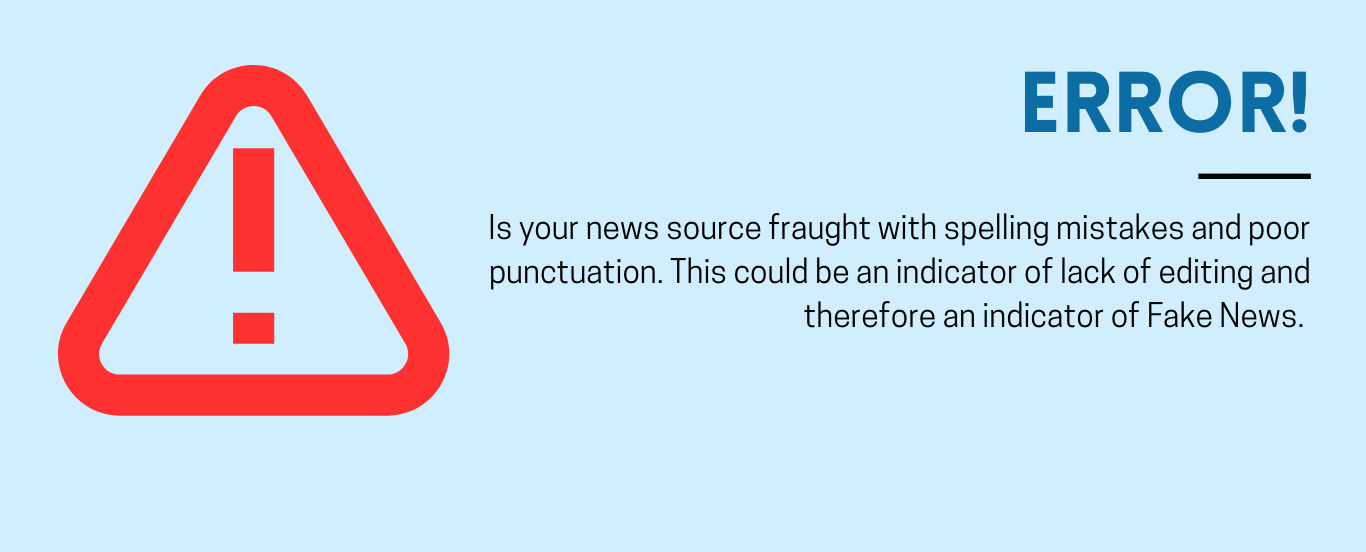 ERROR!
Is your news source fraught with spelling mistakes and poor
punctuation. This could be an indicator of lack of editing and
therefore an indicator of Fake News.